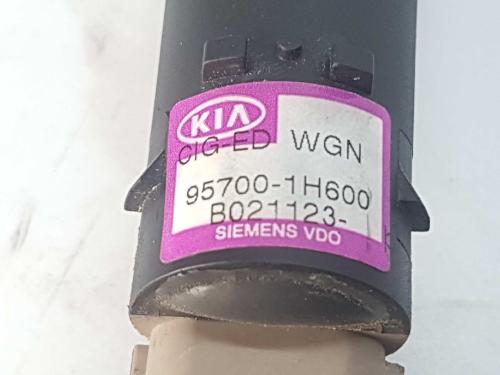 KIA
CIG-ED WGN
95700-1H600
B021123-
SIEMENS VDO